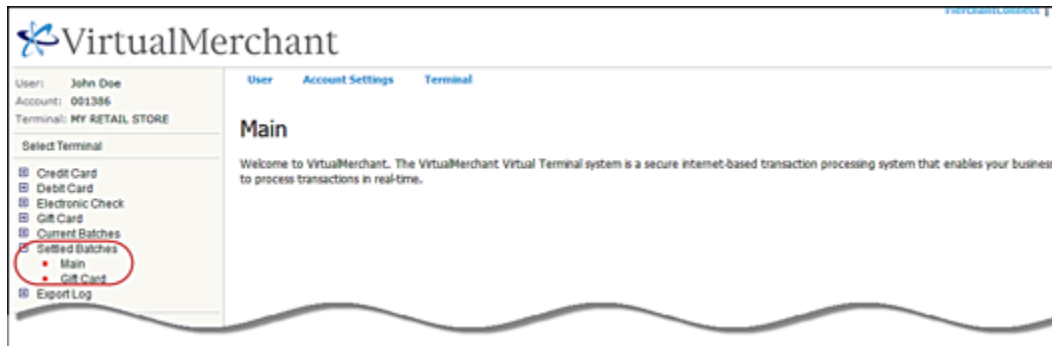 MerchantConnect |
VirtualMerchant
User: John Doe
Account: 001386
Terminal: MY RETAIL STORE
Select Terminal
Credit Card
Debit Card
Electronic Check
Gift Card
Current Batches
Settled Batches
Main
Gift Card
Export Log
User Account Settings Terminal
Main
Welcome to VirtualMerchant. The VirtualMerchant Virtual Terminal system is a secure internet-based transaction processing system that enables your business
to process transactions in real-time.